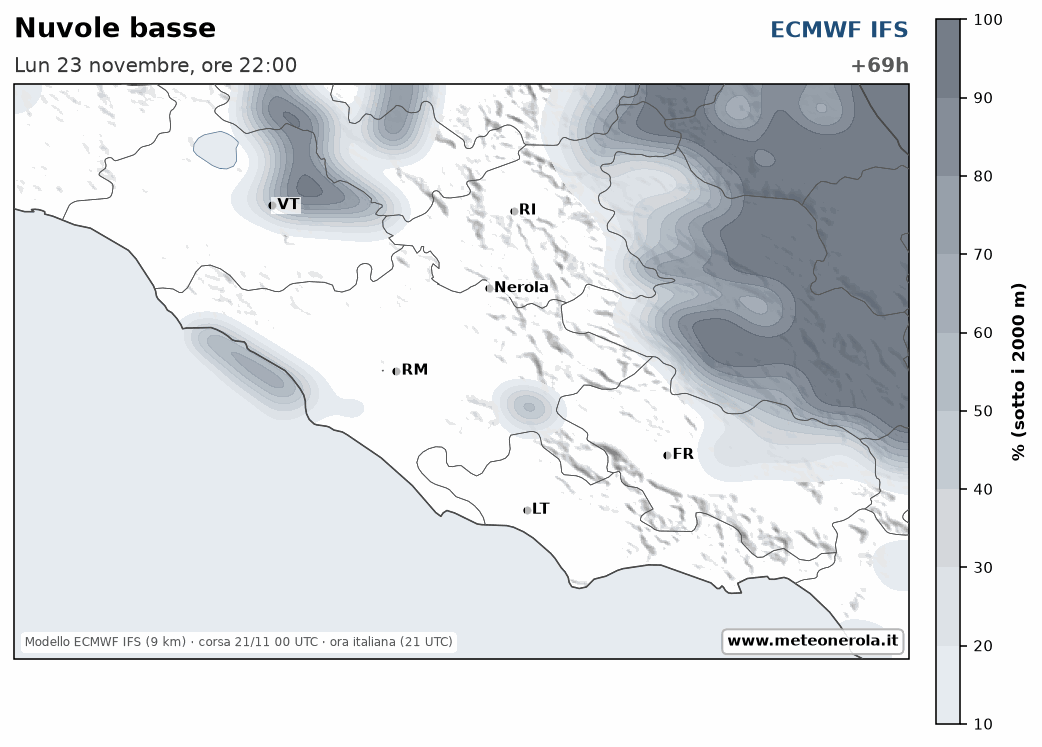 Nuvole basse
ECMWF IFS
Lun 23 novembre, ore 22:00
+69h
VT
RI
Nerola
RM
FR
LT
Modello ECMWF IFS (9 km) · corsa 21/11 00 UTC · ora italiana (21 UTC)
www.meteonerola.it
100
90
80
70
60
50
40
30
20
10
% (sotto i 2000 m)